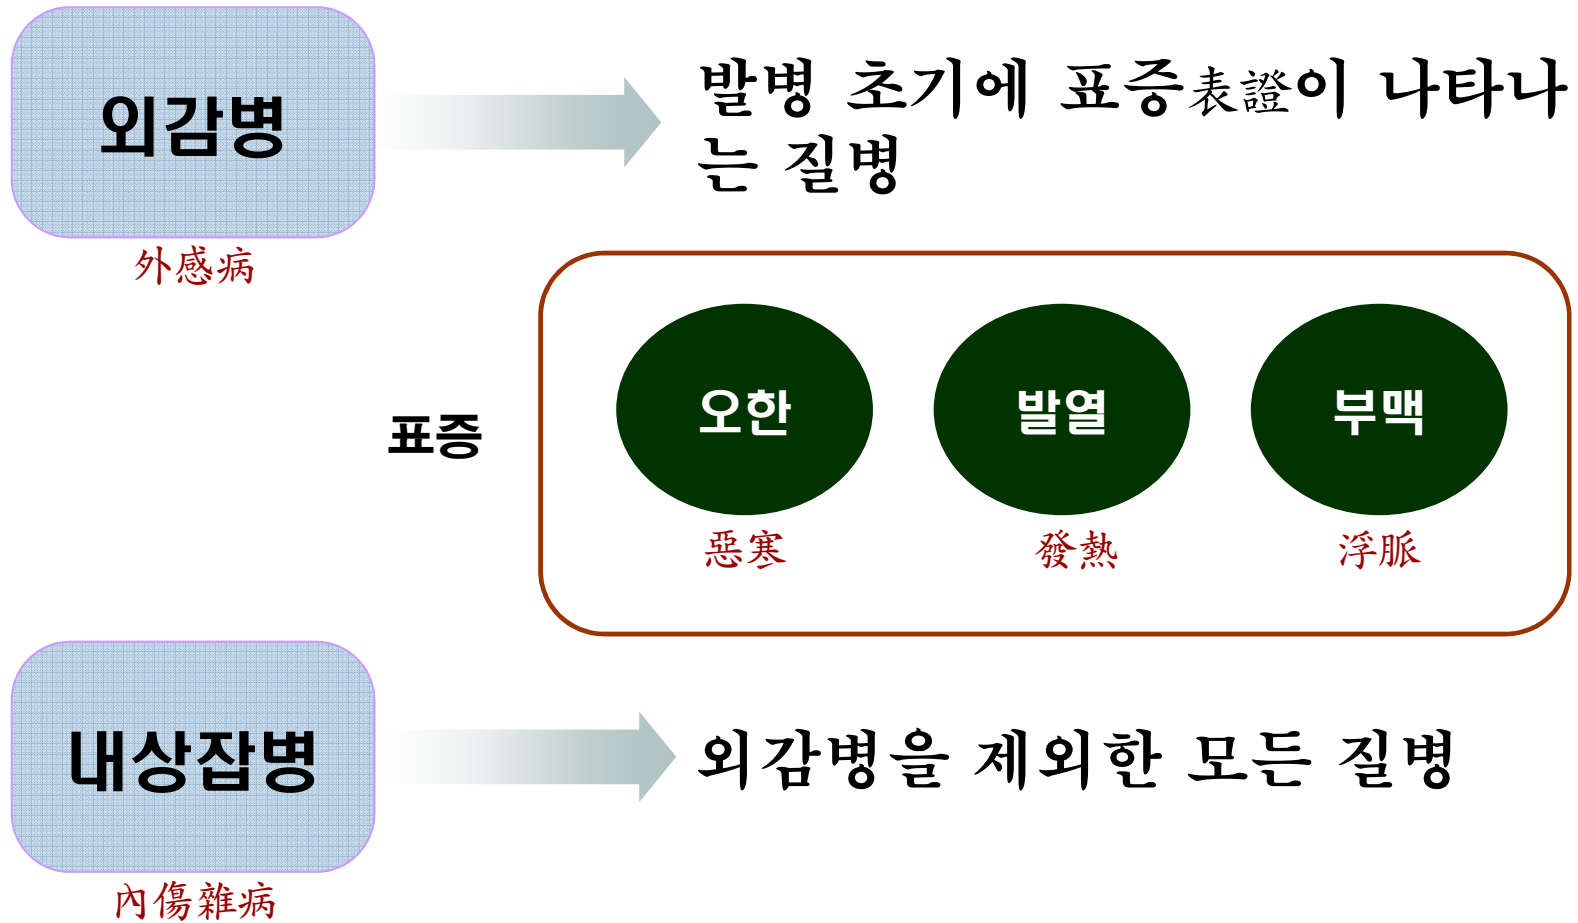 외감병
발병 초기에 표증表證이 나타나
는 질병
外感病
표증
오한
발열
부맥
惡寒
發熱
浮脈
내상잡병
외감병을 제외한 모든 질병
內傷雜病